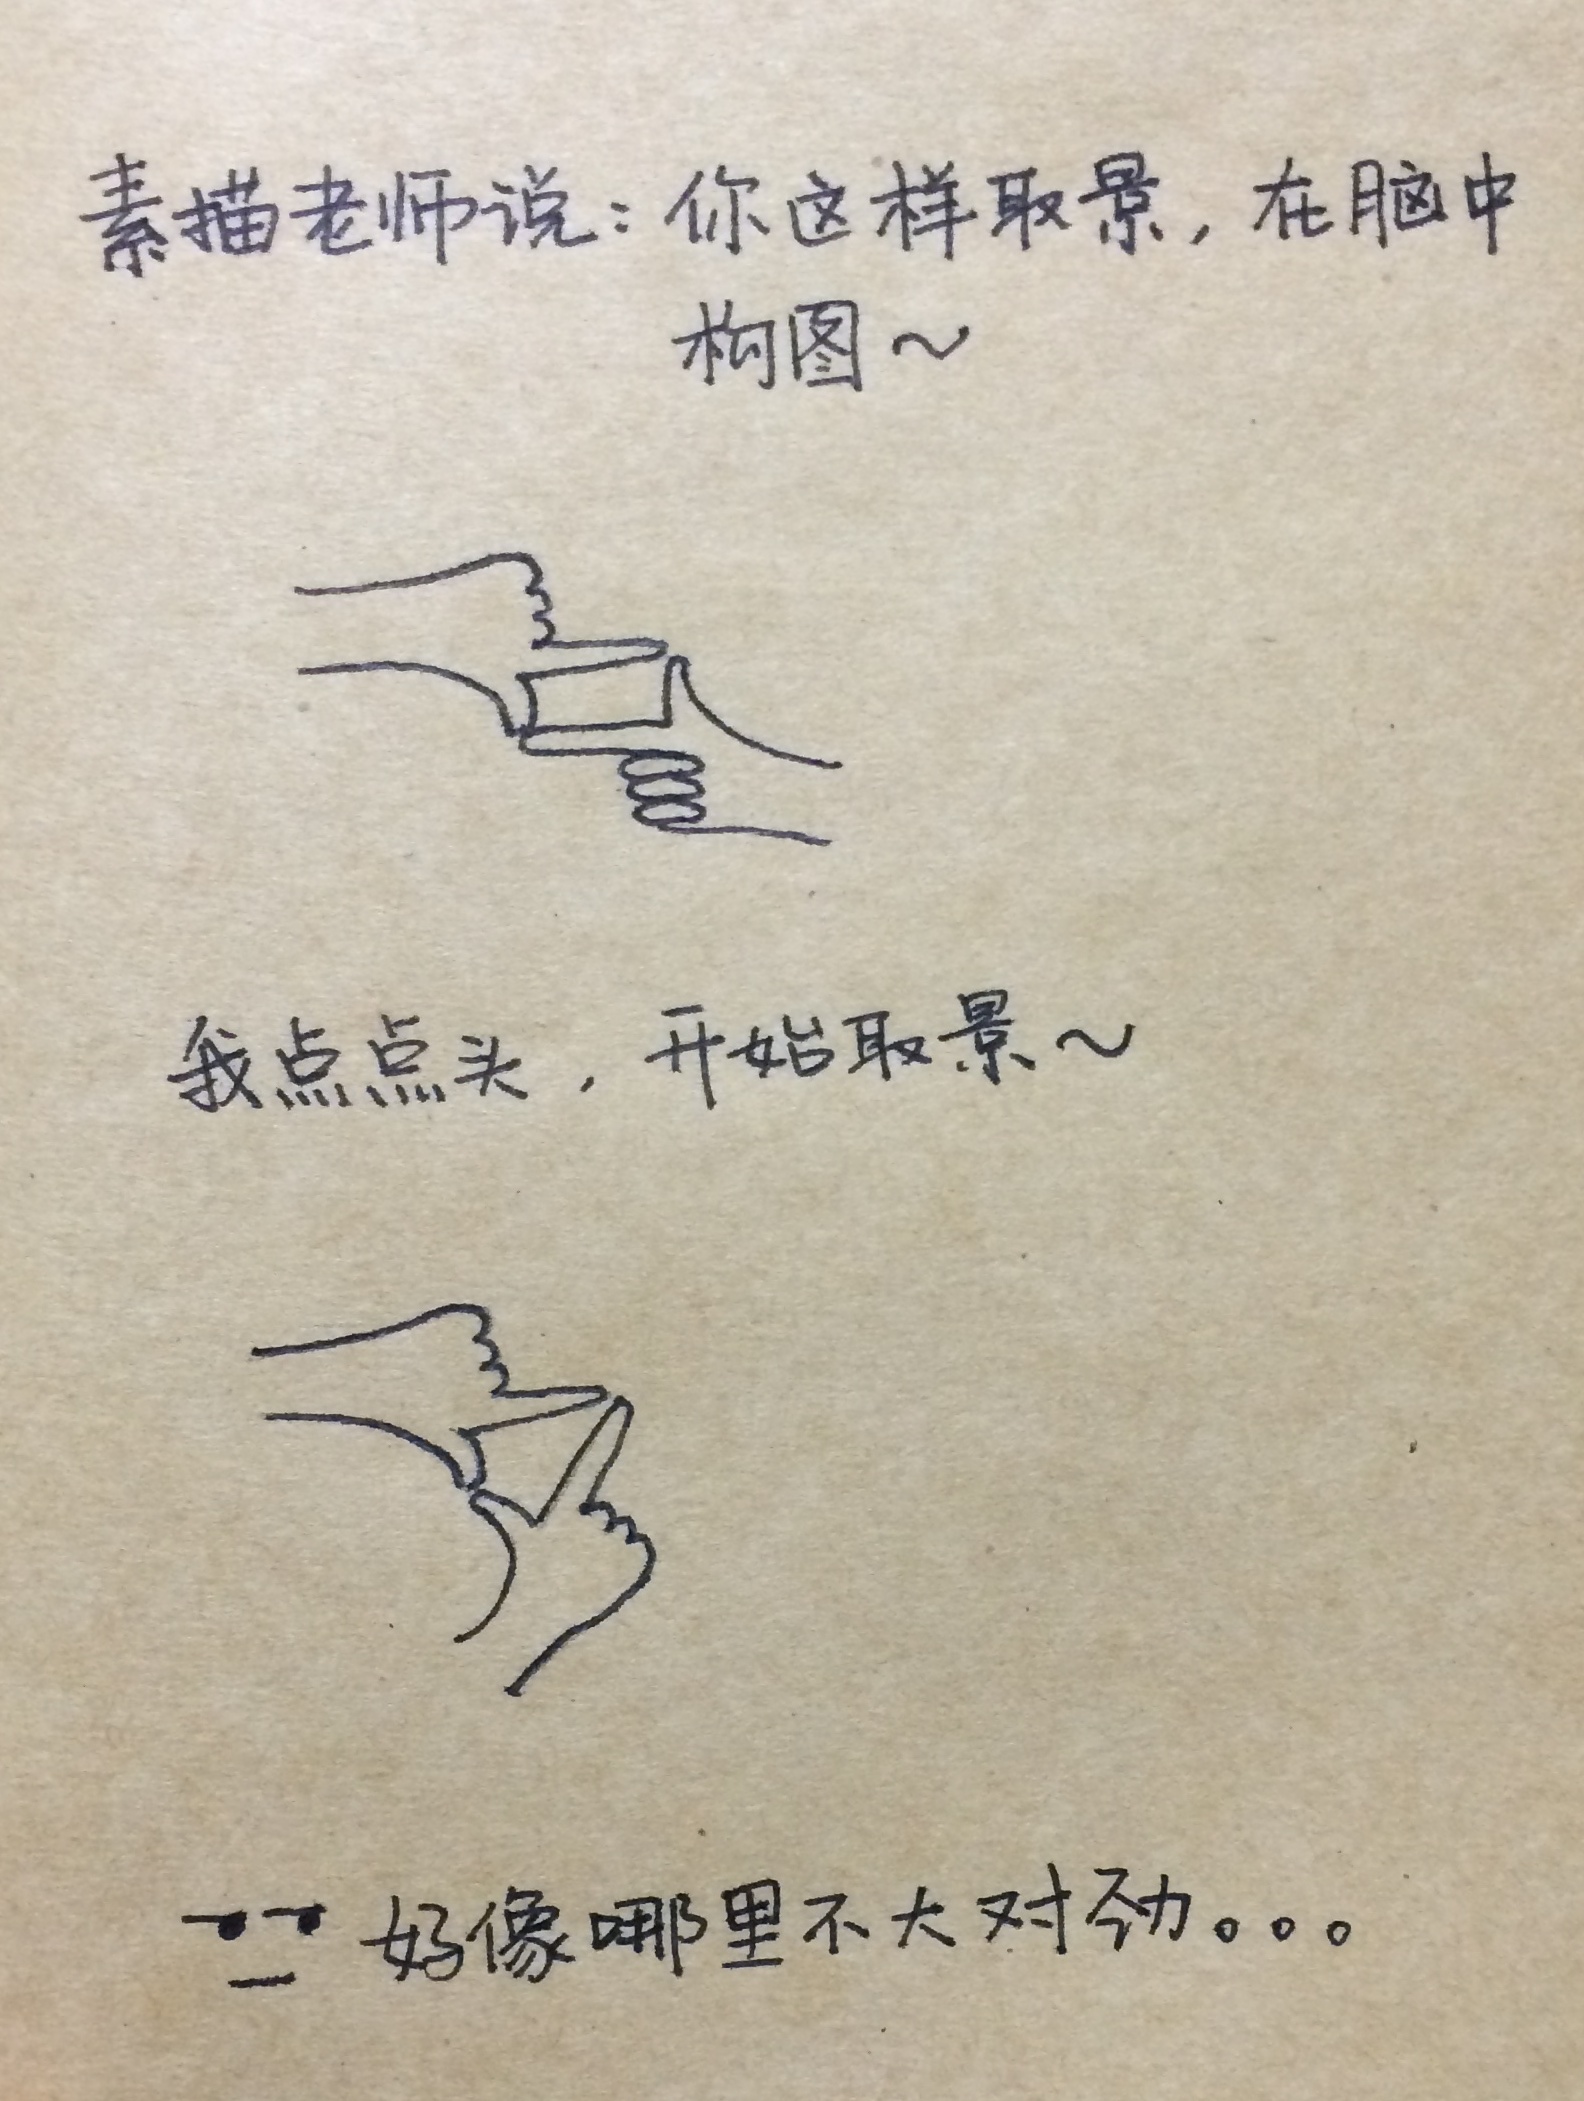 素描老师说：你这样取景，在脑中
构图～
我点点头，开始取景～
好像哪里不大对劲。。。